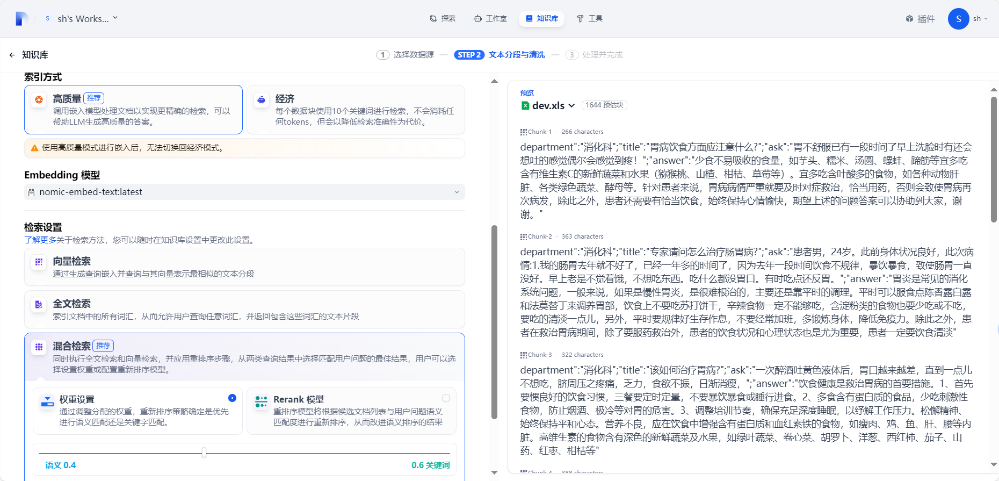 S sh's Works...
探索
工作室
知识库
工具
插件
S sh
知识库
1 选择数据源
STEP 2 文本分段与清洗
3 处理并完成
索引方式
高质量 推荐
调用嵌入模型处理文档以实现更精确的检索，可以
帮助LLM生成高质量的答案。
经济
每个数据块使用10个关键词进行检索，不会消耗任
何tokens，但会以降低检索准确性为代价。
使用高质量模式进行嵌入后，无法切换回经济模式。
Embedding 模型
nomic-embed-text:latest
检索设置
了解更多关于检索方法，您可以随时在知识库设置中更改此设置。
向量检索
通过生成查询嵌入并查询与其向量表示最相似的文本分段
全文检索
索引文档中的所有词汇，从而允许用户查询任意词汇，并返回包含这些词汇的文本片段
混合检索 推荐
同时执行全文检索和向量检索，并应用重排序步骤，从两类查询结果中选择匹配用户问题的最佳结果，用户可以选
择设置权重或配置重新排序模型。
权重设置
通过调整分配的权重，重新排序策略确定是优先
进行语义匹配还是关键字匹配。
Rerank 模型
重排序模型将根据候选文档列表与用户问题语义
匹配度进行重新排序，从而改进语义排序的结果
语义 0.4
0.6 关键词
预览
dev.xls 1644 预估块
Chunk-1 · 266 characters
department":"消化科";"title":"胃病饮食方面应注意什么?";"ask":"胃不舒服已有一段时间了早上洗脸时有还会
想吐的感觉偶尔会感觉到疼！";"answer":"少食不易吸收的食量，如芋头、糯米、汤圆、螺蚌、蹄筋等宜多吃
含有维生素C的新鲜蔬菜和水果（猕猴桃、山楂、柑桔、草莓等）。宜多吃含叶酸多的食物，如各种动物肝
脏、各类绿色蔬菜、酵母等。针对患者来说，胃病病情严重就要及时对症救治，恰当用药，否则会致使胃病再
次病发，除此之外，患者还需要有恰当饮食，始终保持心情愉快，期望上述的问题答案可以协助到大家，谢
谢。"
Chunk-2 · 363 characters
department":"消化科";"title":"专家请问怎么治疗肠胃病?";"ask":"患者男，24岁。此前身体状况良好，此次病
情:1.我的肠胃去年就不好了，已经一年多的时间了，因为去年一段时间饮食不规律，暴饮暴食，致使肠胃一直
没好。早上老是不觉着饿，不想吃东西。吃什么都没胃口。有时吃点还反胃。";"answer":"胃炎是常见的消化
系统问题，一般来说，如果是慢性胃炎，是很难根治的，主要还是靠平时的调理。平时可以服食点陈香露白露
和法莫替丁来调养胃部，饮食上不要吃苏打饼干，辛辣食物一定不能够吃，含淀粉类的食物也要少吃或不吃，
要吃的清淡一点儿，另外，平时要规律好生存作息，不要经常加班，多锻炼身体，降低免疫力。除此之外，患
者在救治胃病期间，除了要服药救治外，患者的饮食状况和心理状态也是尤为重要，患者一定要饮食清淡"
Chunk-3 · 322 characters
department":"消化科";"title":"该如何治疗胃病?";"ask":"一次醉酒吐黄色液体后，胃口越来越差，直到一点儿
不想吃，脐周压之疼痛，乏力，食欲不振，日渐消瘦，";"answer":"饮食健康是救治胃病的首要措施。1、首先
要惯良好的饮食习惯，三餐要定时定量，不要暴饮暴食或睡行进食。2、多食含有蛋白质的食品，少吃刺激性
食物，防止烟酒、极冷等对胃的危害。3、调整培训节奏，确保充足深度睡眠，以纾解工作压力。松懈精神、
始终保持平和心态。营养不良，应在饮食中增强含有蛋白质和血红素铁的食物，如瘦肉、鸡、鱼、肝、腰等内
脏。高维生素的食物含有深色的新鲜蔬菜及水果，如绿叶蔬菜、卷心菜、胡萝卜、洋葱、西红柿、茄子、山
药、红枣、柑桔等"
Chunk-4 · 388 characters